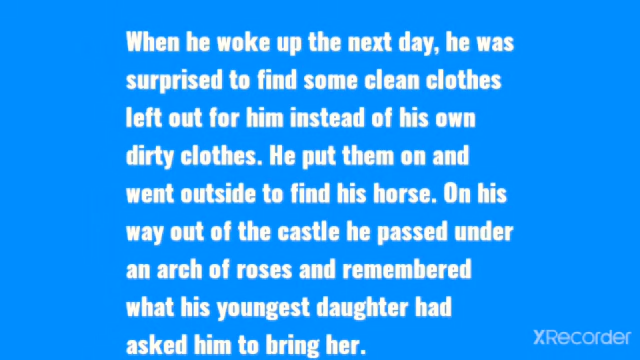 When he woke up the next day, he was
surprised to find some clean clothes
left out for him instead of his own
dirty clothes. He put them on and
went outside to find his horse. On his
way out of the castle he passed under
an arch of roses and remembered
what his youngest daughter had
asked him to bring her.
XRecorder